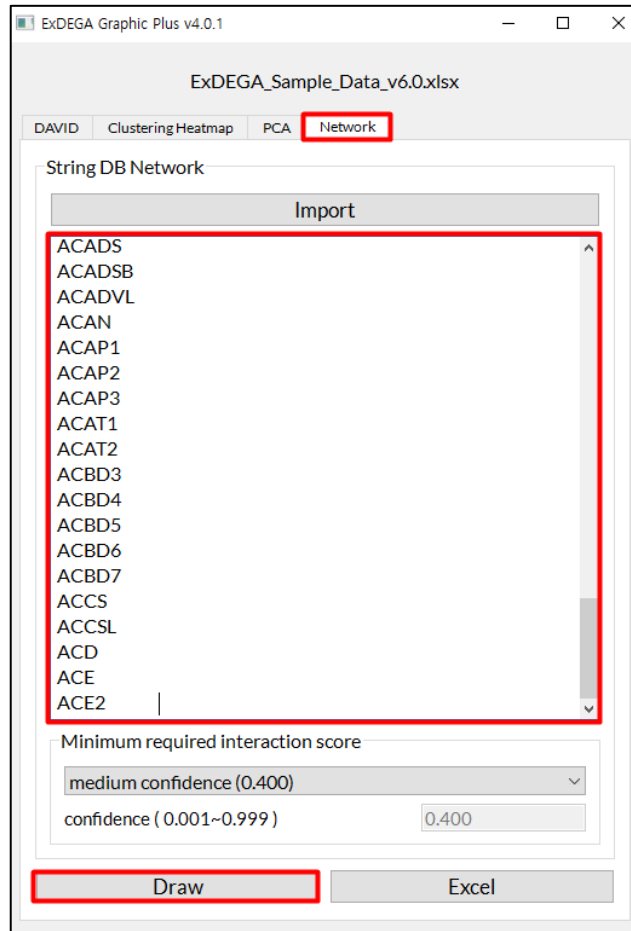 ExDEGA Graphic Plus v4.0.1
ExDEGA_Sample_Data_v6.0.xlsx
DAVID Clustering Heatmap PCA Network
String DB Network
Import
ACADS
ACADSB
ACADVL
ACAN
ACAP1
ACAP2
ACAP3
ACAT1
ACAT2
ACBD3
ACBD4
ACBD5
ACBD6
ACBD7
ACCS
ACCSL
ACD
ACE
ACE2
Minimum required interaction score
medium confidence (0.400)
confidence ( 0.001~0.999 ) 0.400
Draw Excel